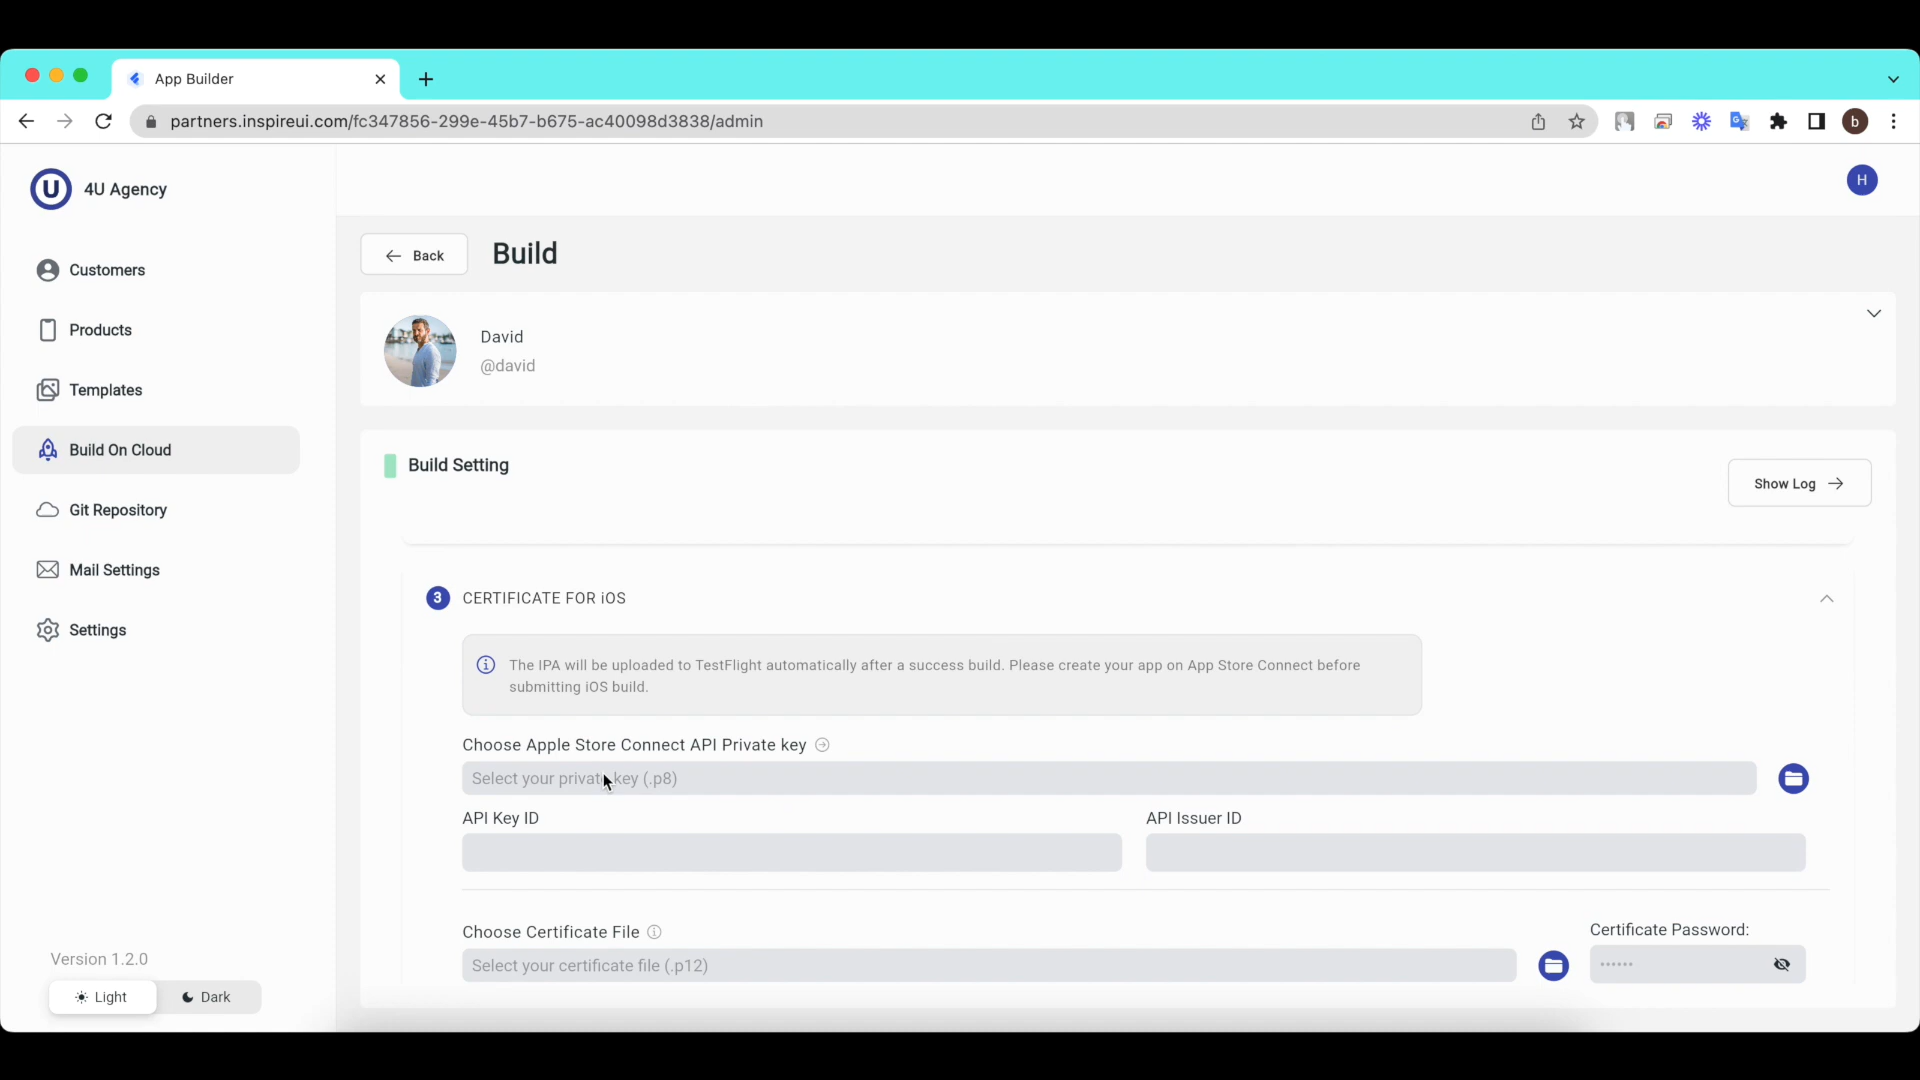 App Builder
partners.inspireui.com/fc347856-299e-45b7-b675-ac40098d3838/admin
b
U 4U Agency
H
Customers
Products
Templates
Build On Cloud
Git Repository
Mail Settings
Settings
Version 1.2.0
Light Dark
Back Build
David
@david
Build Setting
Show Log
3 CERTIFICATE FOR iOS
The IPA will be uploaded to TestFlight automatically after a success build. Please create your app on App Store Connect before
submitting iOS build.
Choose Apple Store Connect API Private key
Select your private key (.p8)
API Key ID API Issuer ID
Choose Certificate File Certificate Password:
Select your certificate file (.p12) ••••••